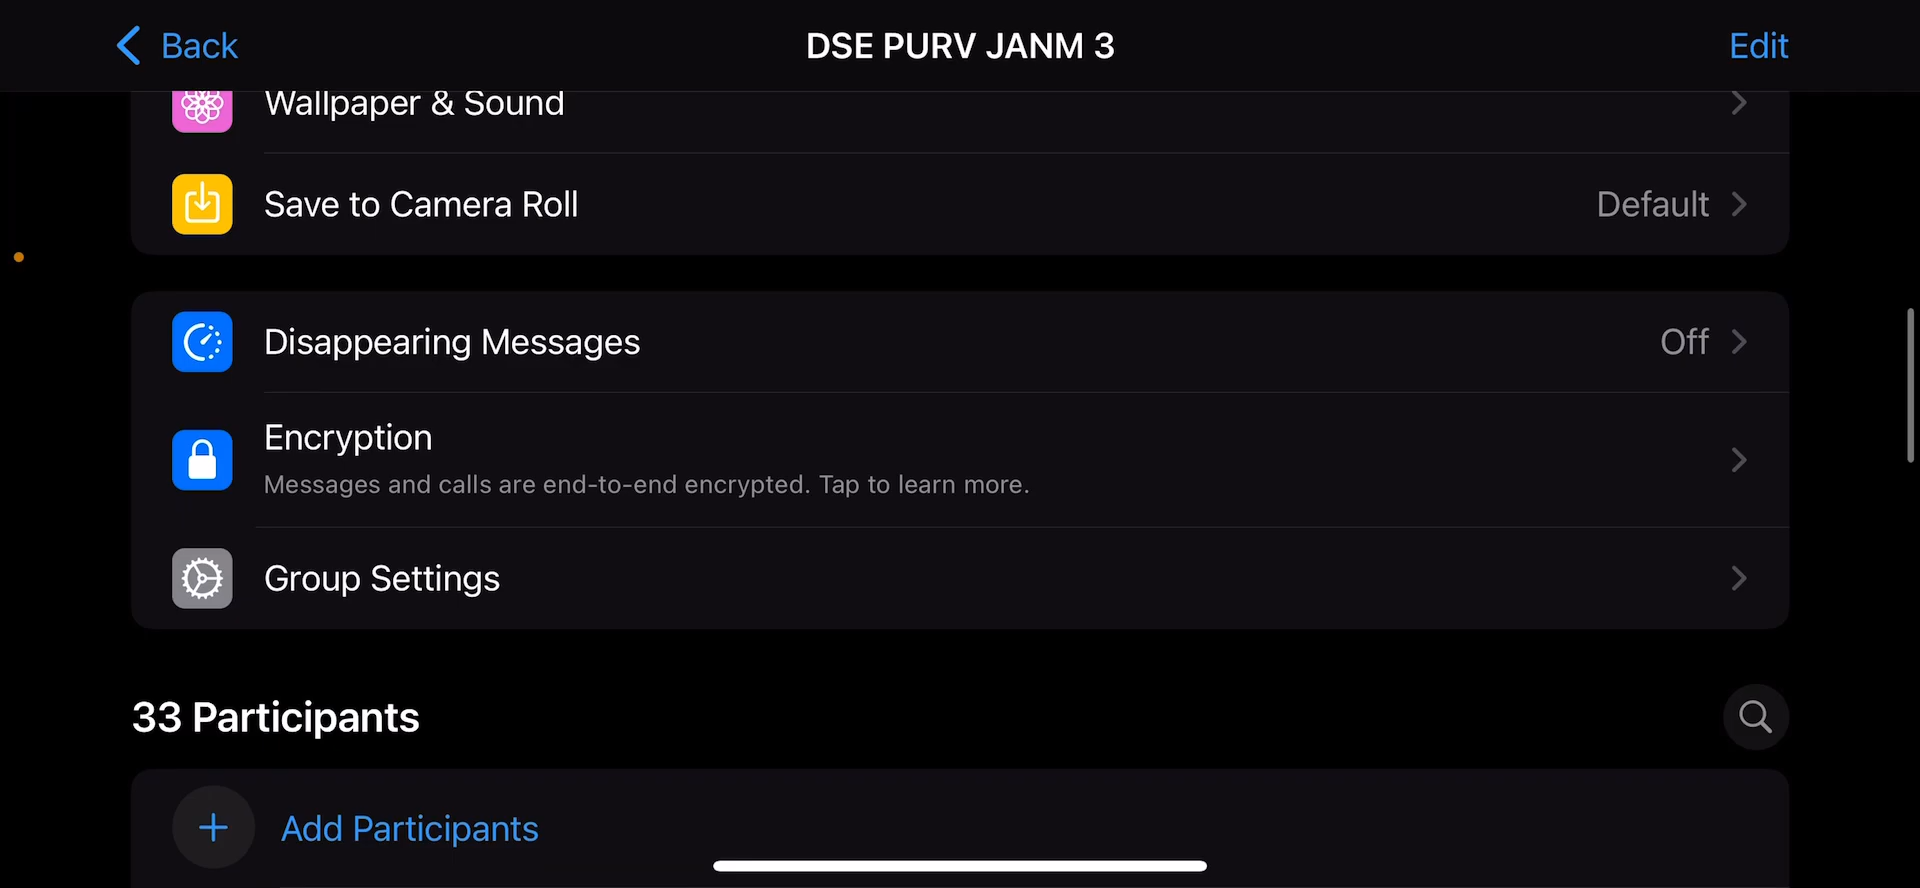 Back
DSE PURV JANM 3
Edit
Wallpaper & Sound
Save to Camera Roll
Default
Disappearing Messages
Off
Encryption
Messages and calls are end-to-end encrypted. Tap to learn more.
Group Settings
33 Participants
Add Participants